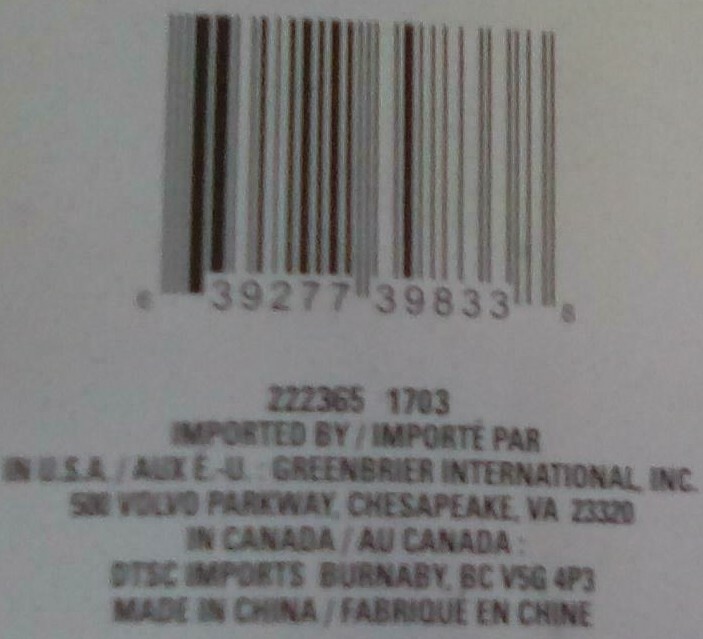 6 39277 39833 8
222365 1703
IMPORTED BY / IMPORTÉ PAR
IN U.S.A. / AUX É.-U. : GREENBRIER INTERNATIONAL, INC.
500 VOLVO PARKWAY, CHESAPEAKE, VA 23320
IN CANADA / AU CANADA :
DTSC IMPORTS BURNABY, BC V5G 4P3
MADE IN CHINA / FABRIQUÉ EN CHINE